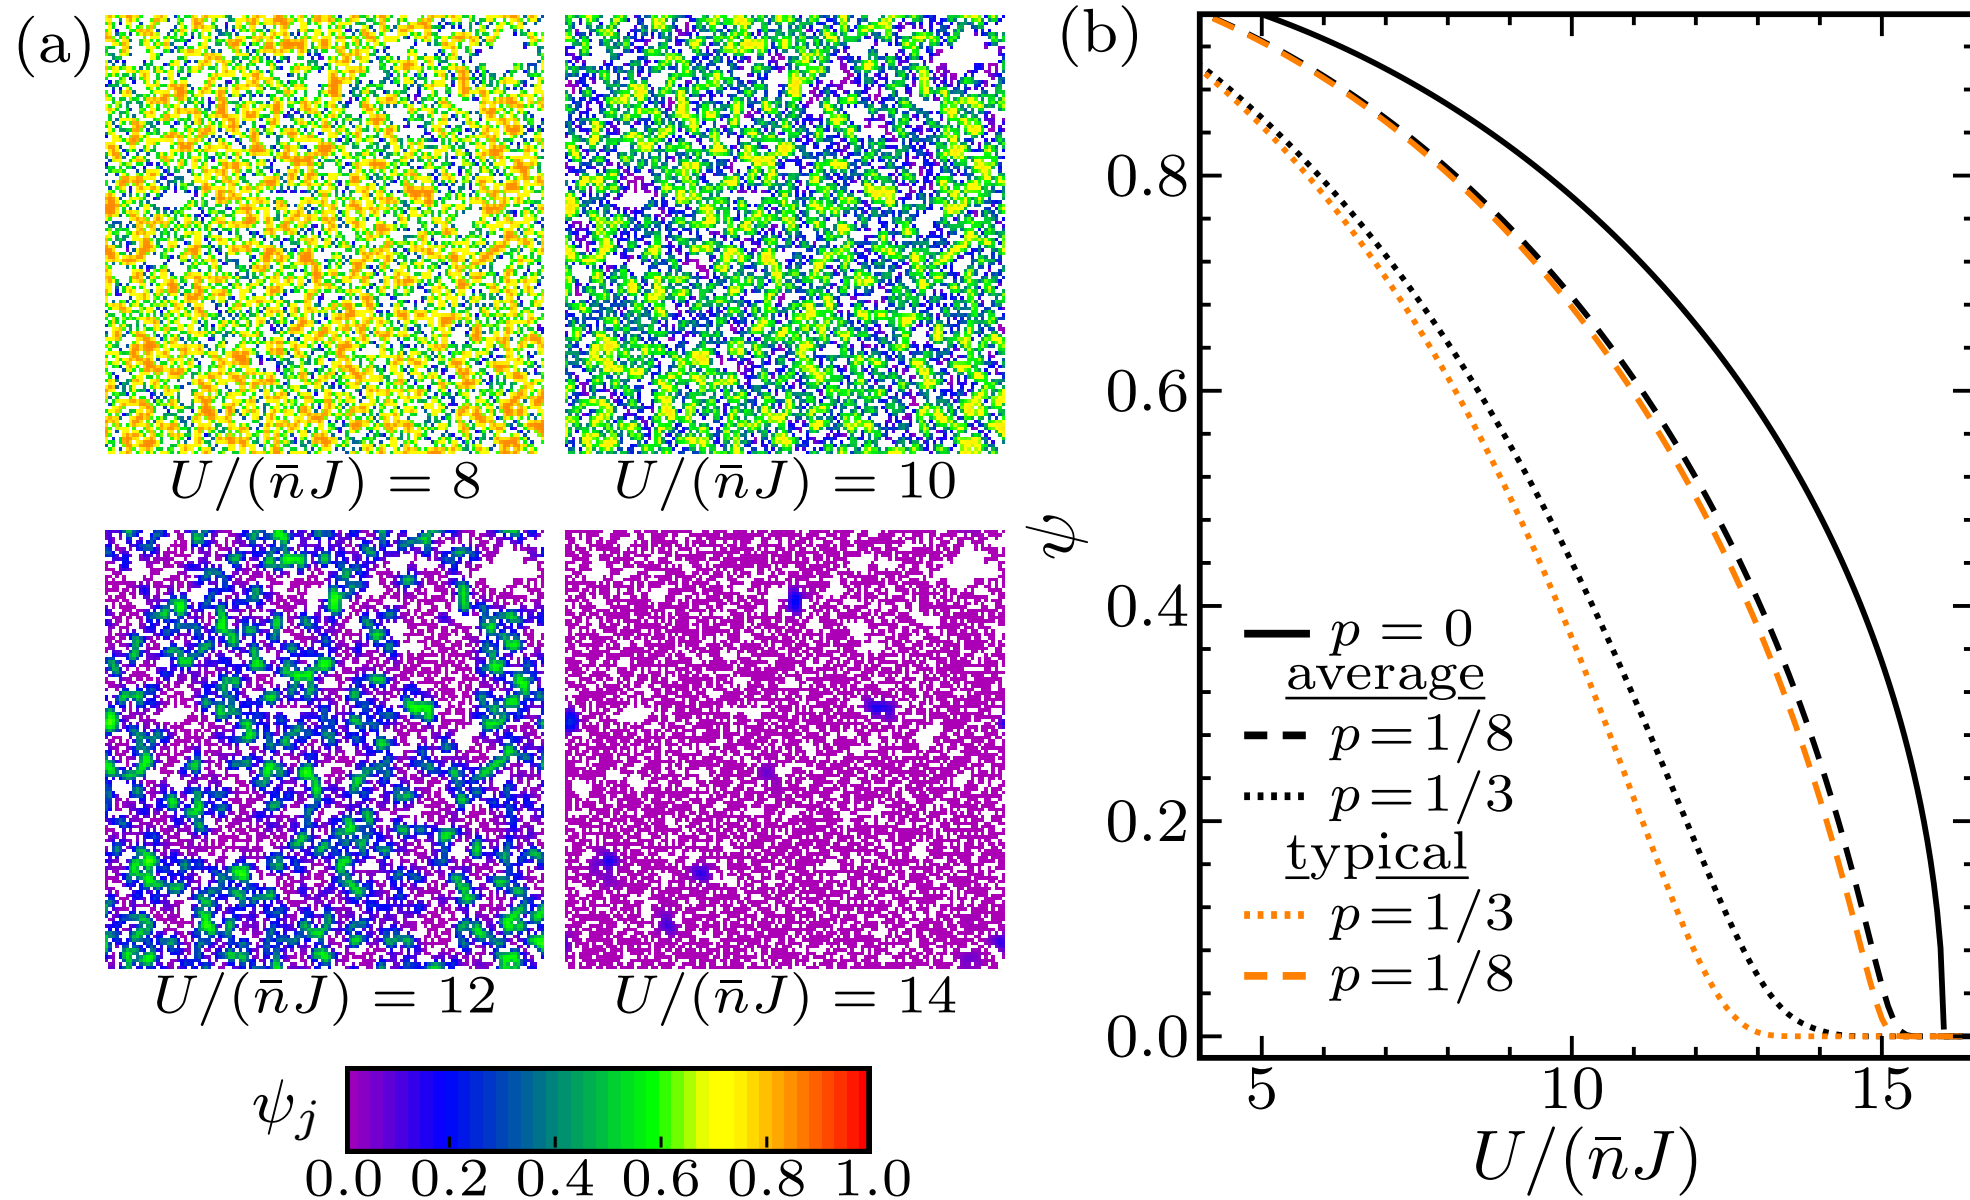 (a)
U/(n̄J) = 8
U/(n̄J) = 10
U/(n̄J) = 12
U/(n̄J) = 14
ψj
0.0 0.2 0.4 0.6 0.8 1.0
(b)
ψ
0.8
0.6
0.4
0.2
0.0
p = 0
average
p = 1/8
p = 1/3
typical
p = 1/3
p = 1/8
5 10 15
U/(n̄J)